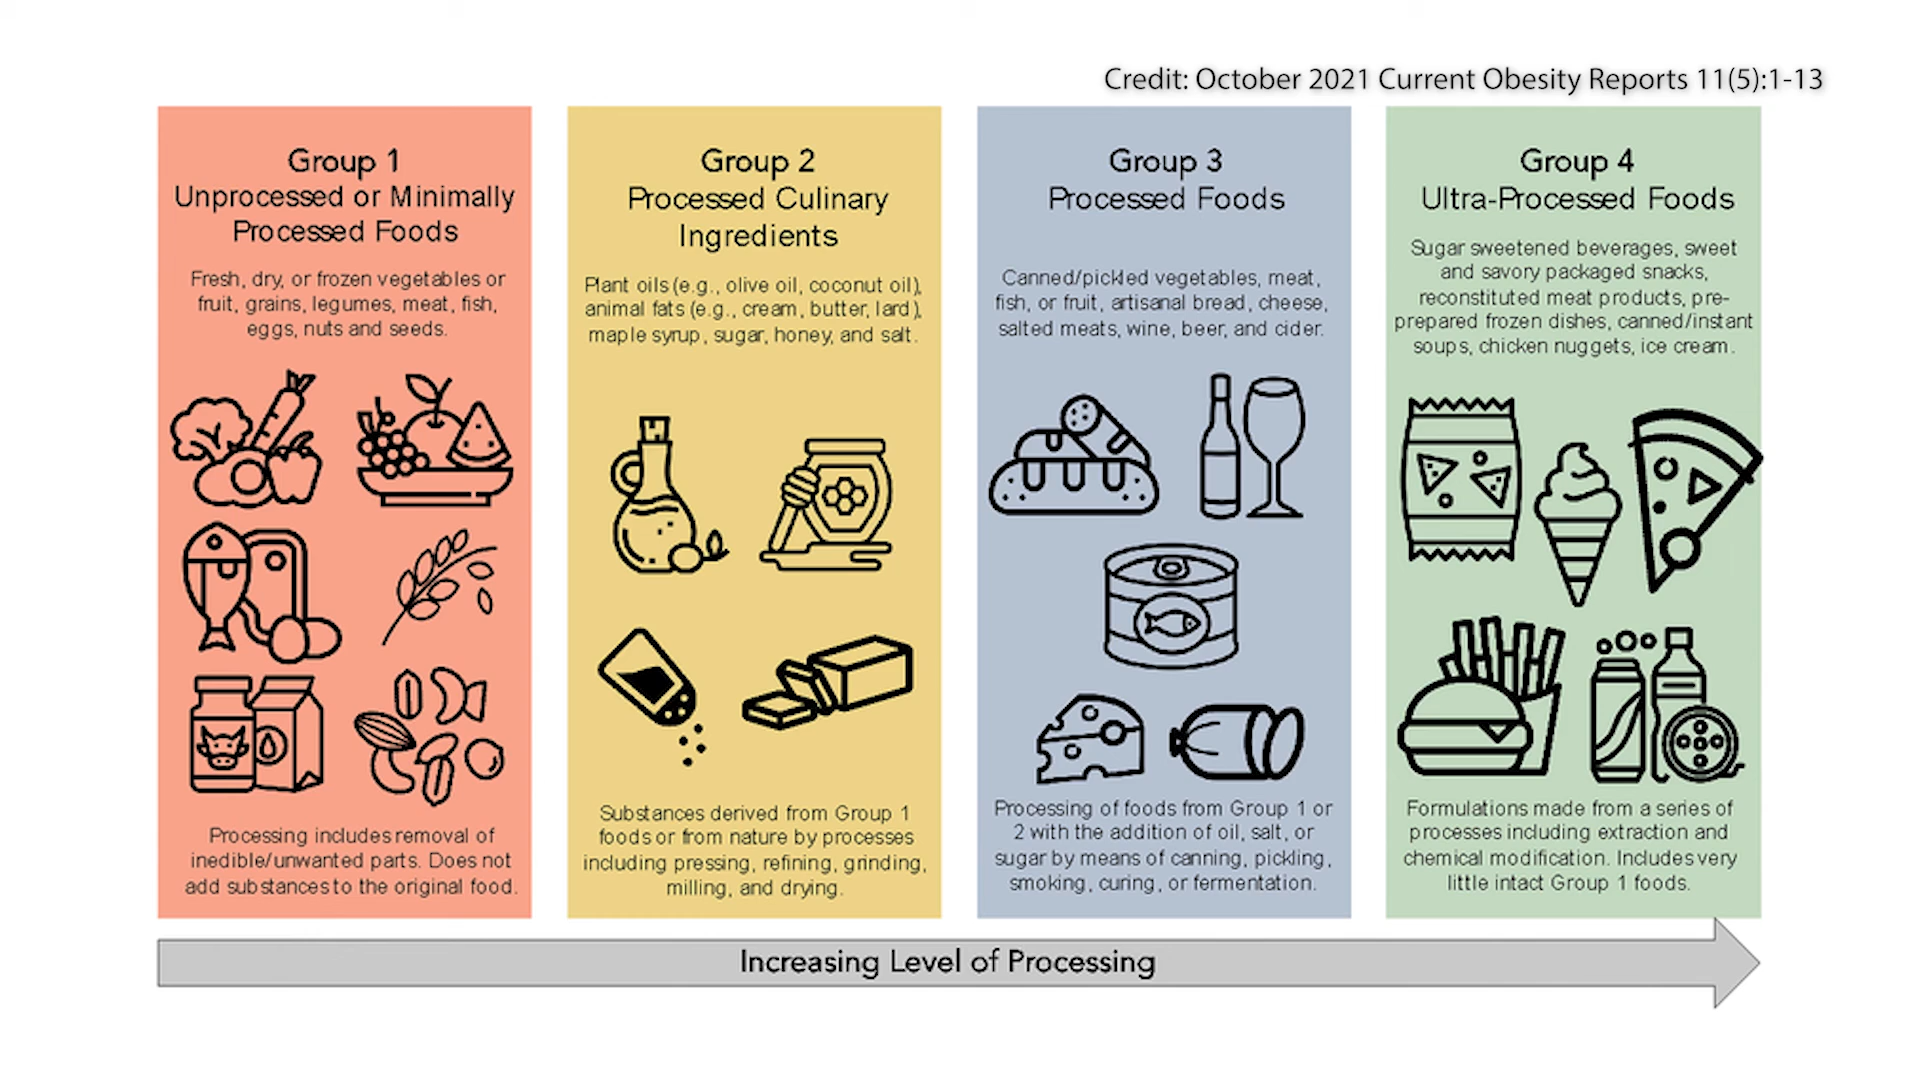 Credit: October 2021 Current Obesity Reports 11(5):1-13
Group 1
Unprocessed or Minimally
Processed Foods
Fresh, dry, or frozen vegetables or
fruit, grains, legumes, meat, fish,
eggs, nuts and seeds.
Processing includes removal of
inedible/unwanted parts. Does not
add substances to the original food.
Group 2
Processed Culinary
Ingredients
Plant oils (e.g., olive oil, coconut oil),
animal fats (e.g., cream, butter, lard),
maple syrup, sugar, honey, and salt.
Substances derived from Group 1
foods or from nature by processes
including pressing, refining, grinding,
milling, and drying.
Group 3
Processed Foods
Canned/pickled vegetables, meat,
fish, or fruit, artisanal bread, cheese,
salted meats, wine, beer, and cider.
Processing of foods from Group 1 or
2 with the addition of oil, salt, or
sugar by means of canning, pickling,
smoking, curing, or fermentation.
Group 4
Ultra-Processed Foods
Sugar sweetened beverages, sweet
and savory packaged snacks,
reconstituted meat products, pre-
prepared frozen dishes, canned/instant
soups, chicken nuggets, ice cream.
Formulations made from a series of
processes including extraction and
chemical modification. Includes very
little intact Group 1 foods.
Increasing Level of Processing